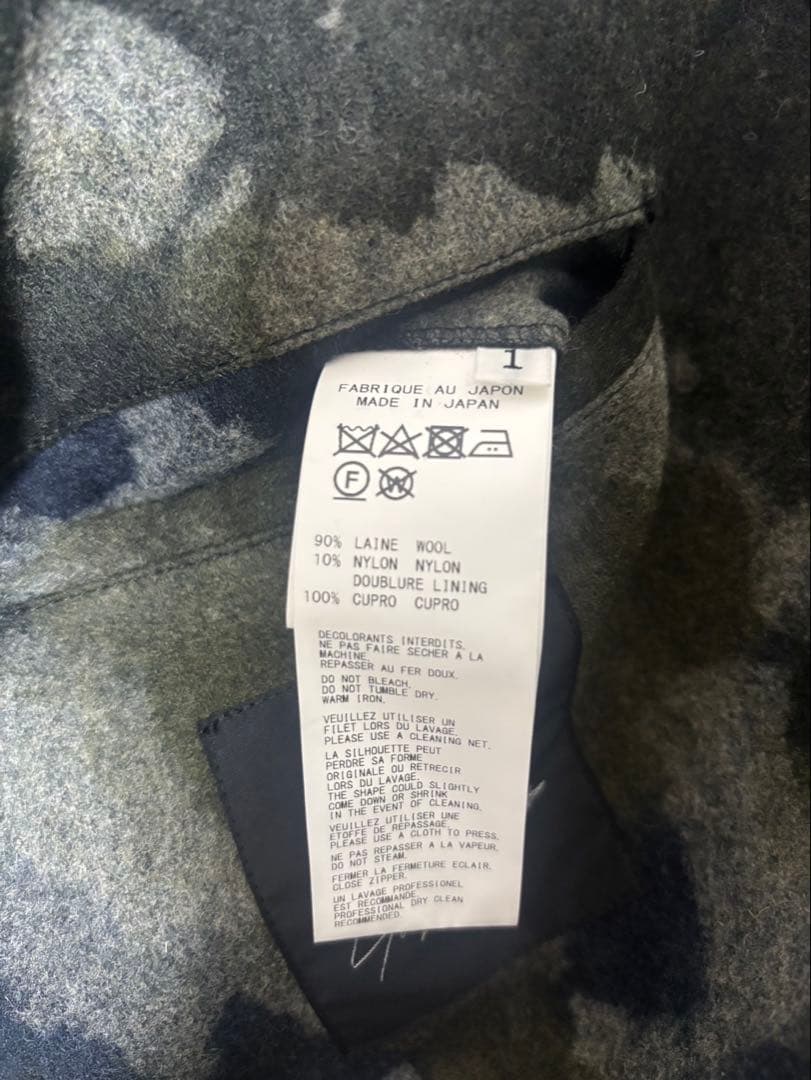 1
FABRIQUE AU JAPON
MADE IN JAPAN
F
W
90% LAINE WOOL
10% NYLON NYLON
DOUBLURE LINING
100% CUPRO CUPRO
DECOLORANTS INTERDITS.
NE PAS FAIRE SECHER A LA
MACHINE.
REPASSER AU FER DOUX.
DO NOT BLEACH.
DO NOT TUMBLE DRY.
WARM IRON.
VEUILLEZ UTILISER UN
FILET LORS DU LAVAGE.
PLEASE USE A CLEANING NET.
LA SILHOUETTE PEUT
PERDRE SA FORME
ORIGINALE OU RETRECIR
LORS DU LAVAGE.
THE SHAPE COULD SLIGHTLY
COME DOWN OR SHRINK
IN THE EVENT OF CLEANING.
VEUILLEZ UTILISER UNE
ETOFFE DE REPASSAGE.
PLEASE USE A CLOTH TO PRESS.
NE PAS REPASSER A LA VAPEUR.
DO NOT STEAM.
FERMER LA FERMETURE ECLAIR.
CLOSE ZIPPER.
UN LAVAGE PROFESSIONEL
EST RECOMMANDE.
PROFESSIONAL DRY CLEAN
RECOMMENDED.